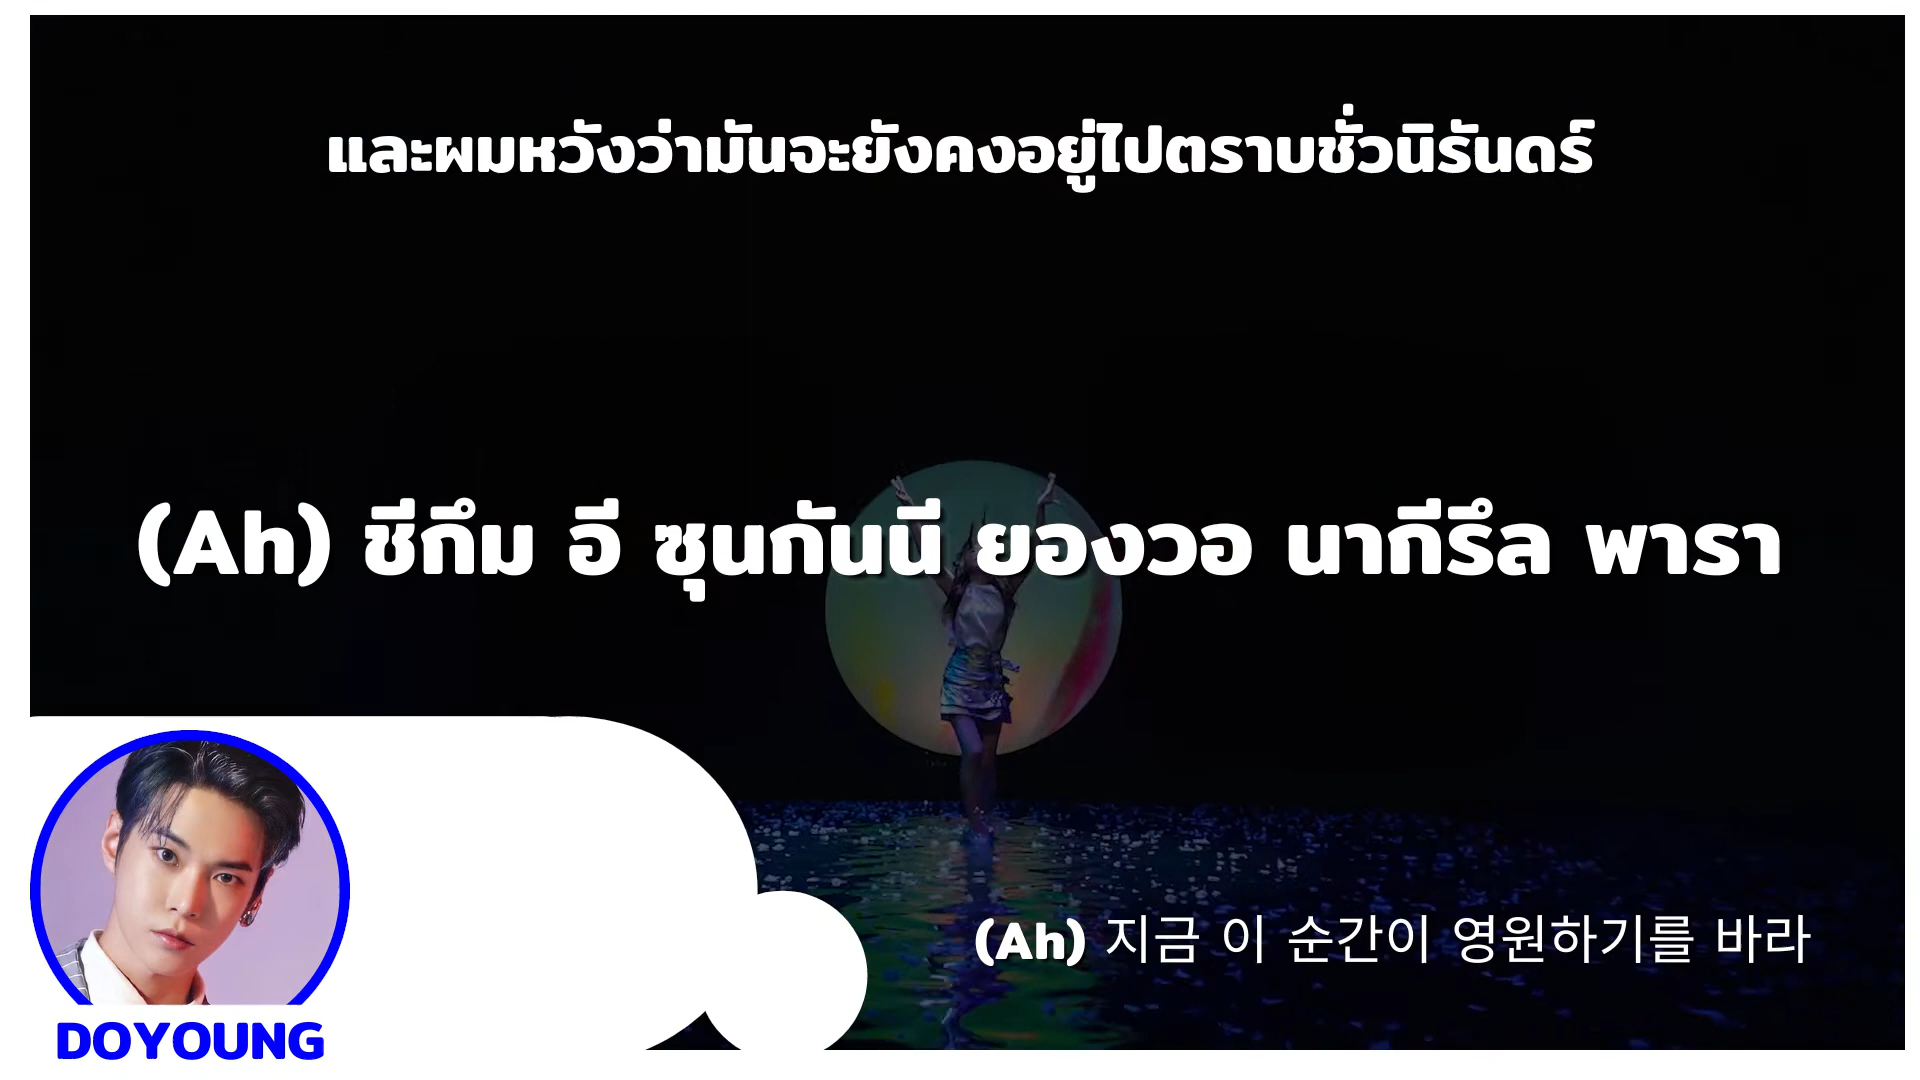 และผมหวังว่ามันจะยังคงอยู่ไปตราบชั่วนิรันดร์
(Ah) ชีกึม อี ซุนกันนี ยองวอ นากีรึล พารา
(Ah) 지금 이 순간이 영원하기를 바라
DOYOUNG